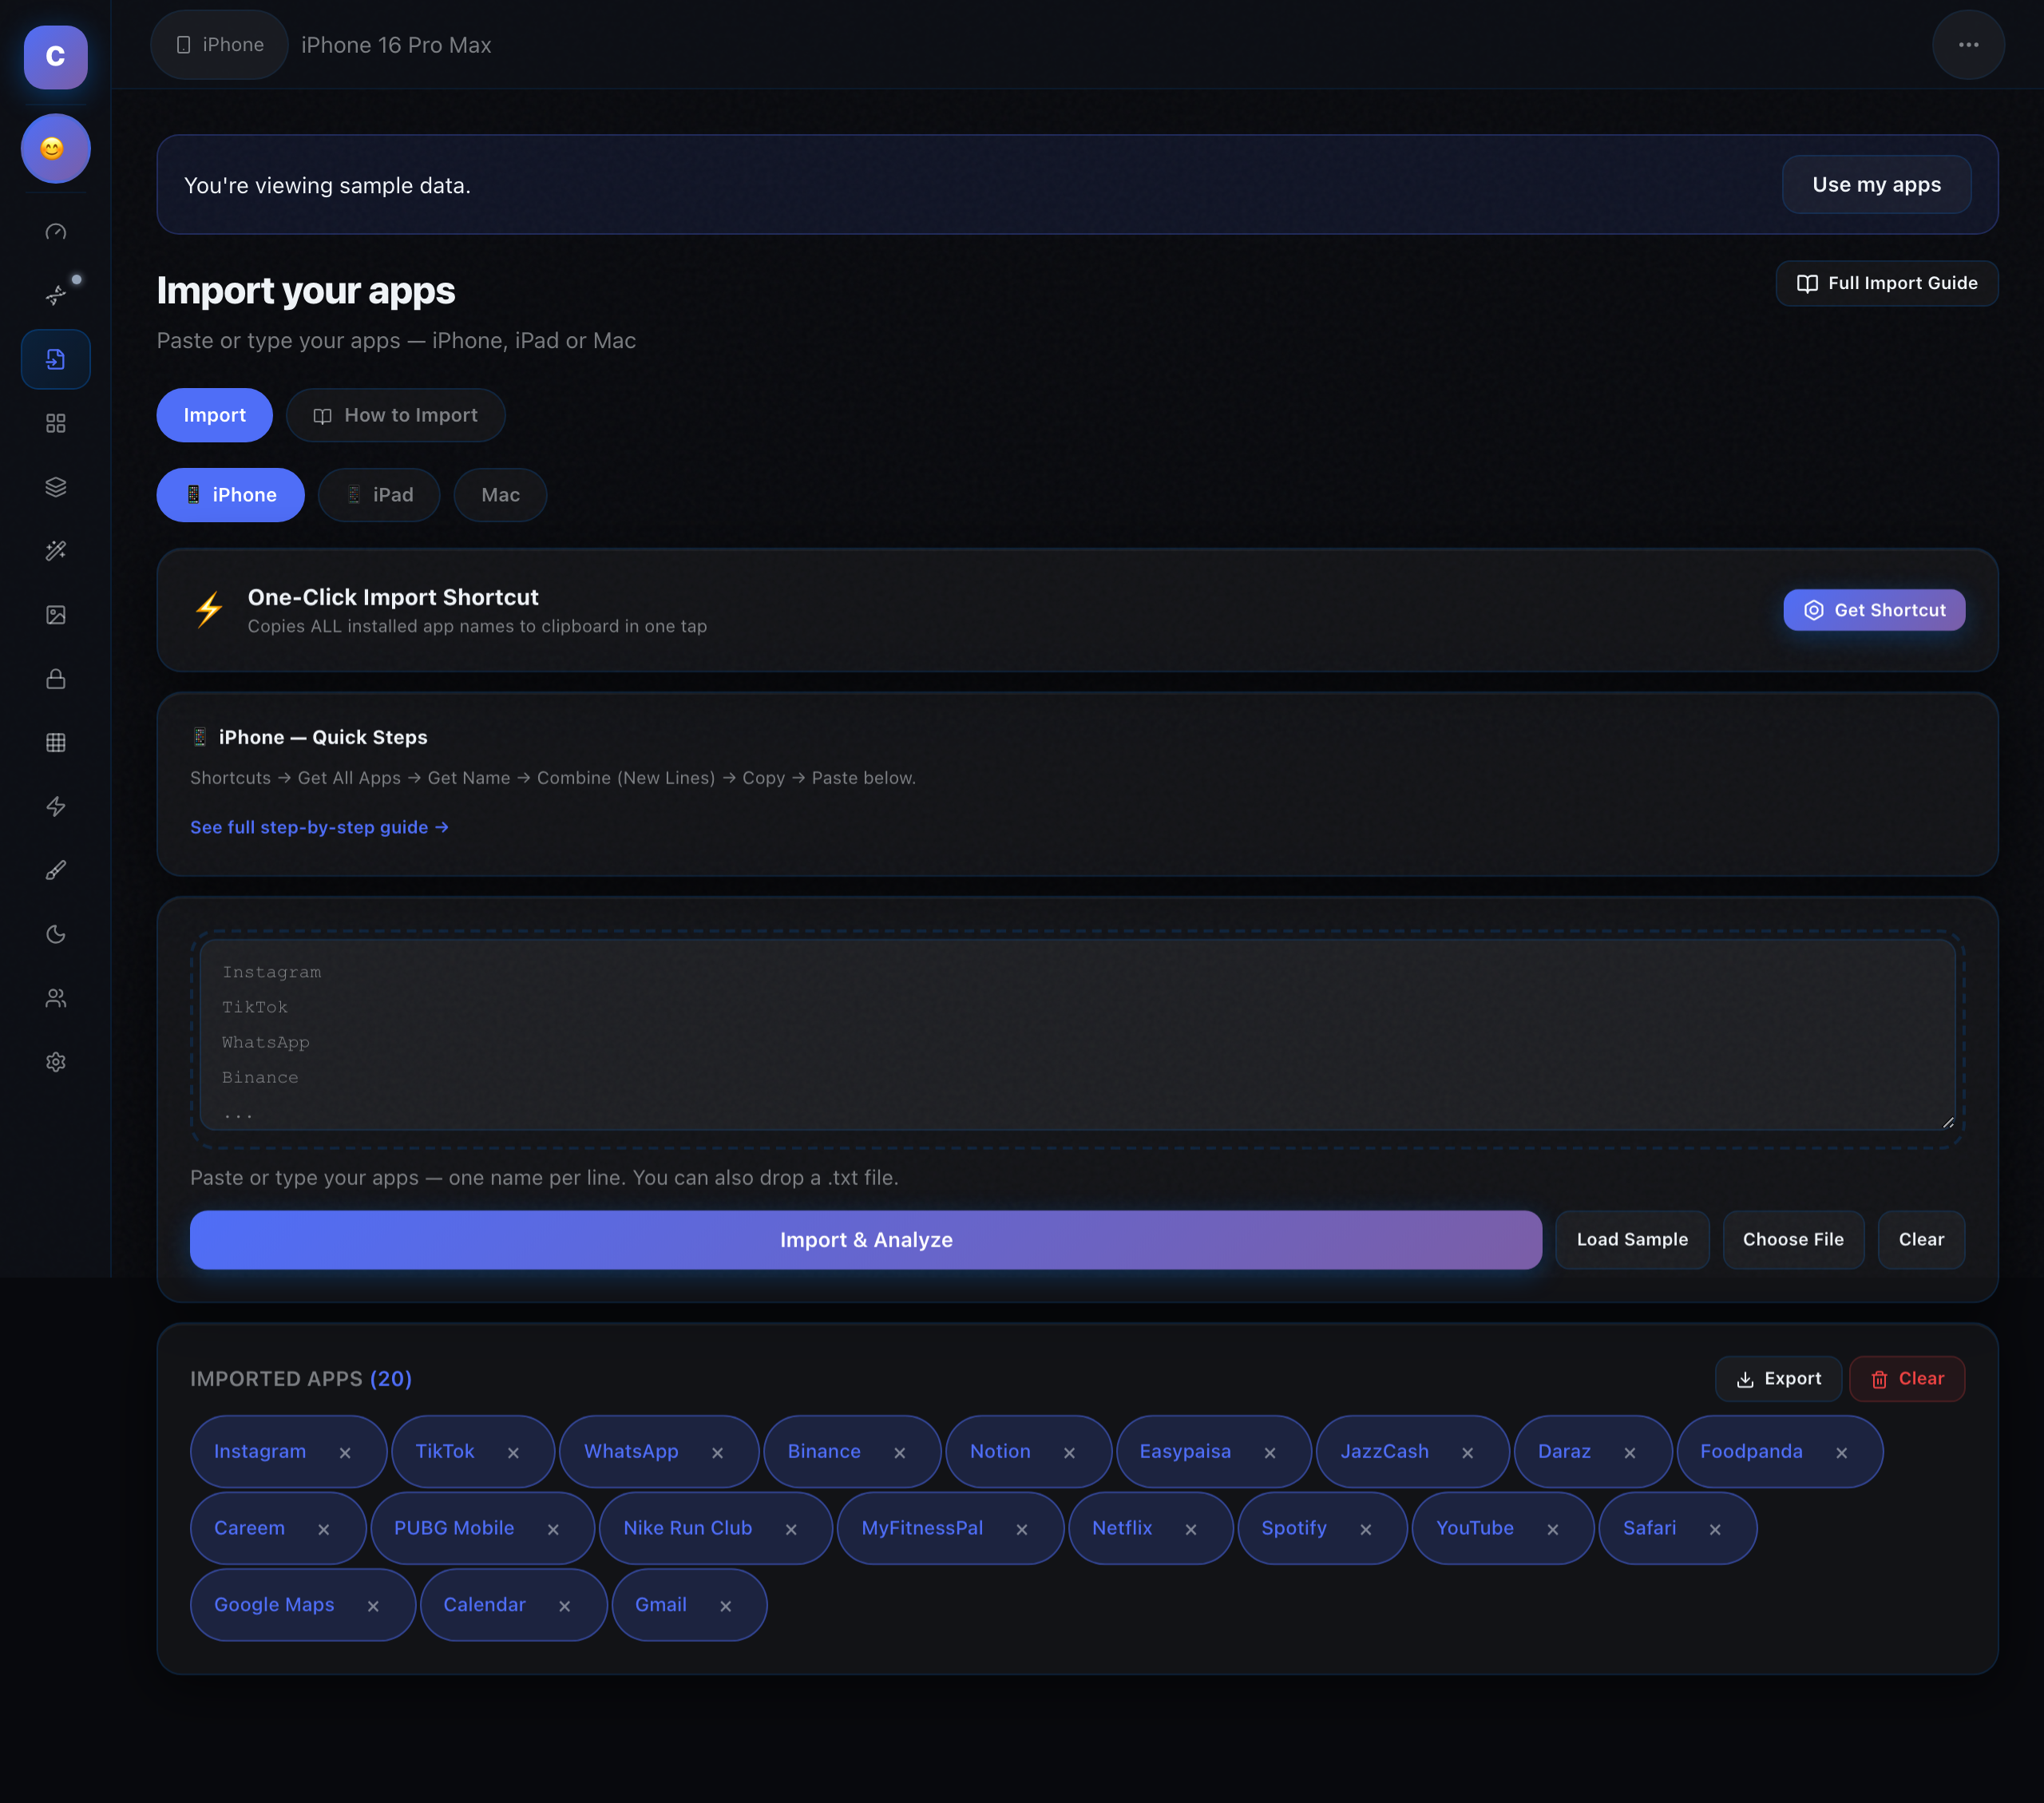 C
iPhone
iPhone 16 Pro Max
You're viewing sample data.
Use my apps
Import your apps
Full Import Guide
Paste or type your apps — iPhone, iPad or Mac
Import
How to Import
iPhone
iPad
Mac
One-Click Import Shortcut
Copies ALL installed app names to clipboard in one tap
Get Shortcut
iPhone — Quick Steps
Shortcuts → Get All Apps → Get Name → Combine (New Lines) → Copy → Paste below.
See full step-by-step guide →
Instagram
TikTok
WhatsApp
Binance
...
Paste or type your apps — one name per line. You can also drop a .txt file.
Import & Analyze
Load Sample
Choose File
Clear
IMPORTED APPS (20)
Export
Clear
Instagram × TikTok × WhatsApp × Binance × Notion × Easypaisa × JazzCash × Daraz × Foodpanda ×
Careem × PUBG Mobile × Nike Run Club × MyFitnessPal × Netflix × Spotify × YouTube × Safari ×
Google Maps × Calendar × Gmail ×